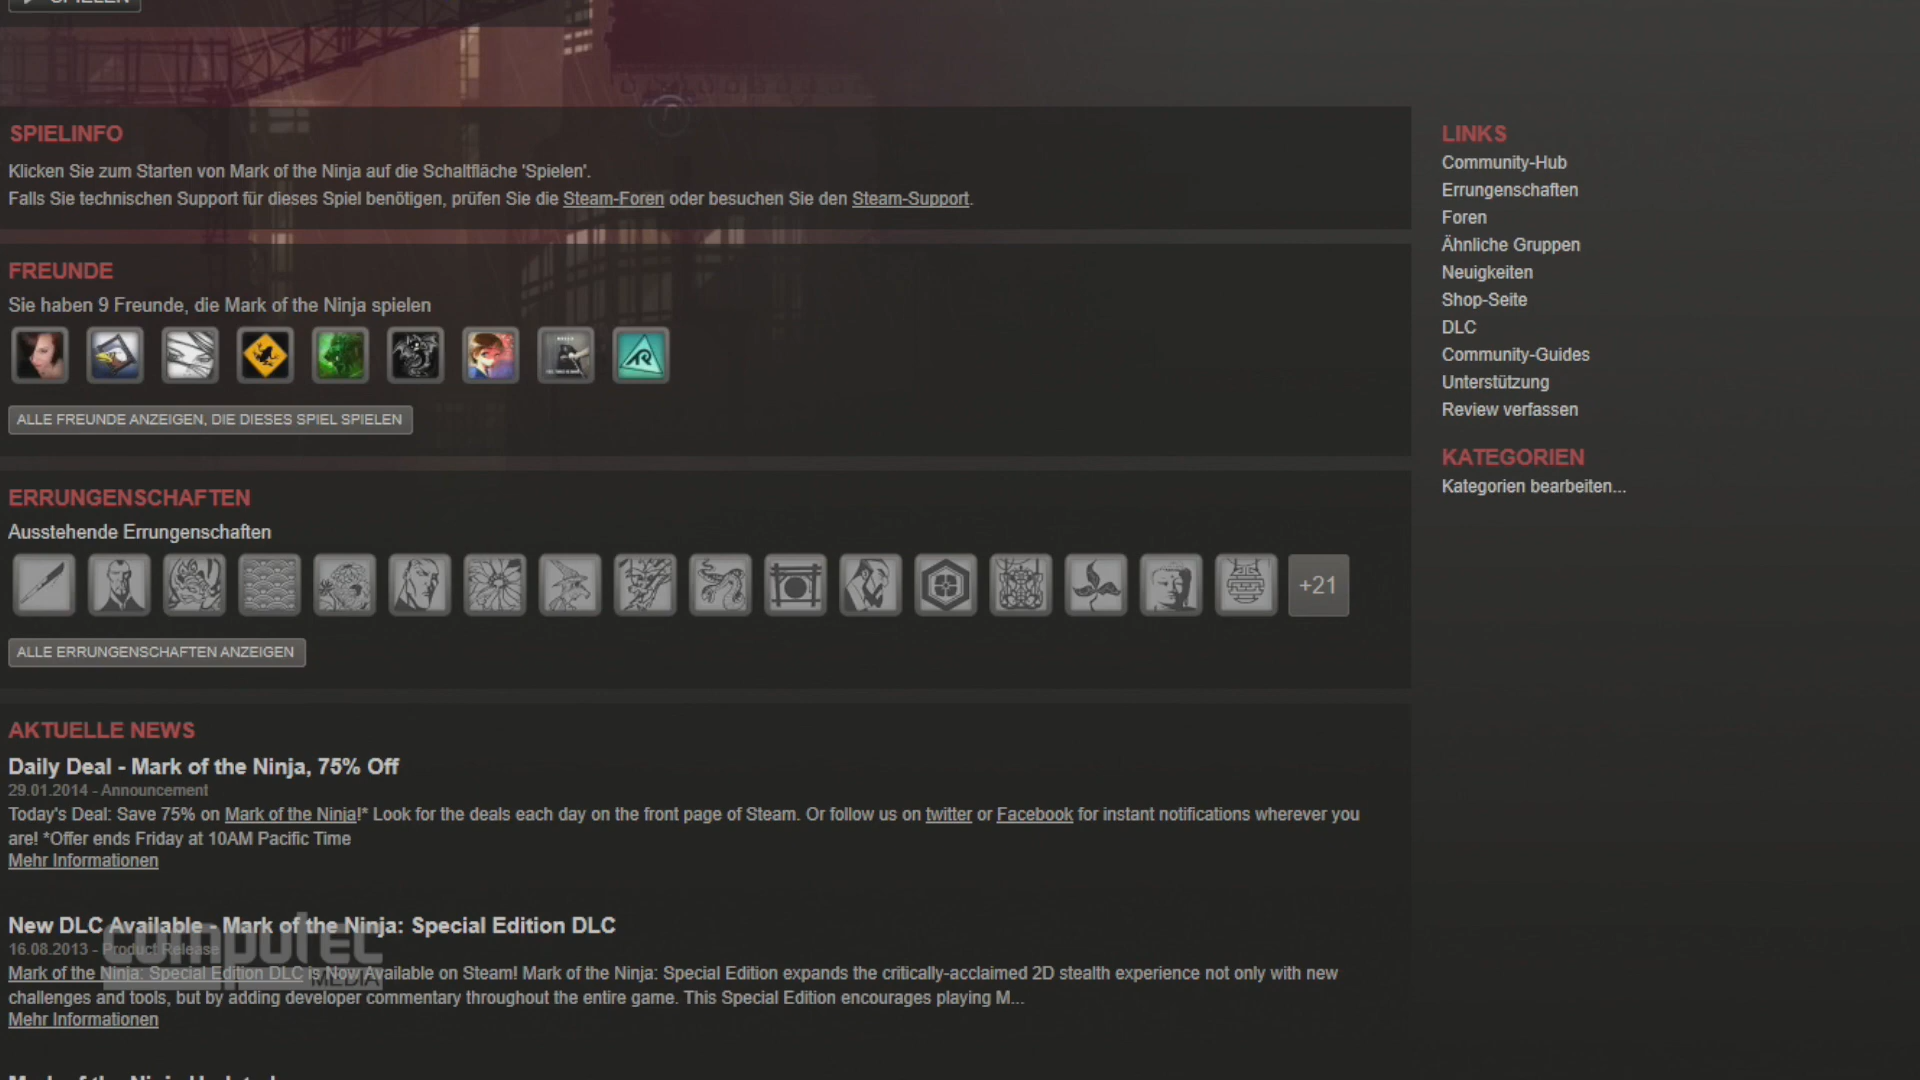 SPIELEN
SPIELINFO
Klicken Sie zum Starten von Mark of the Ninja auf die Schaltfläche 'Spielen'.
Falls Sie technischen Support für dieses Spiel benötigen, prüfen Sie die Steam-Foren oder besuchen Sie den Steam-Support.
FREUNDE
Sie haben 9 Freunde, die Mark of the Ninja spielen
ALLE FREUNDE ANZEIGEN, DIE DIESES SPIEL SPIELEN
ERRUNGENSCHAFTEN
Ausstehende Errungenschaften
+21
ALLE ERRUNGENSCHAFTEN ANZEIGEN
AKTUELLE NEWS
Daily Deal - Mark of the Ninja, 75% Off
29.01.2014 - Announcement
Today's Deal: Save 75% on Mark of the Ninja!* Look for the deals each day on the front page of Steam. Or follow us on twitter or Facebook for instant notifications wherever you
are! *Offer ends Friday at 10AM Pacific Time
Mehr Informationen
New DLC Available - Mark of the Ninja: Special Edition DLC
16.08.2013 - Product Release
Mark of the Ninja: Special Edition DLC is Now Available on Steam! Mark of the Ninja: Special Edition expands the critically-acclaimed 2D stealth experience not only with new
challenges and tools, but by adding developer commentary throughout the entire game. This Special Edition encourages playing M...
Mehr Informationen
computec
MEDIA
LINKS
Community-Hub
Errungenschaften
Foren
Ähnliche Gruppen
Neuigkeiten
Shop-Seite
DLC
Community-Guides
Unterstützung
Review verfassen
KATEGORIEN
Kategorien bearbeiten...